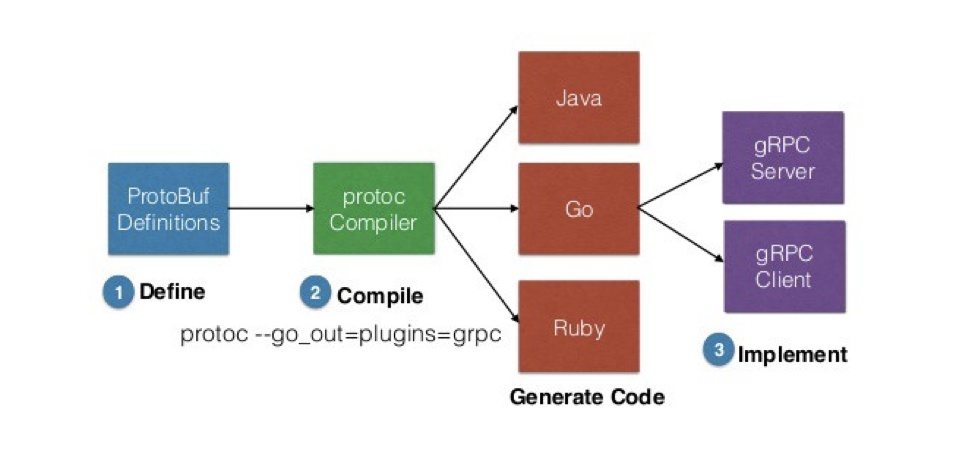 ProtoBuf
Definitions
1 Define
protoc
Compiler
2 Compile
protoc --go_out=plugins=grpc
Java
Go
Ruby
Generate Code
gRPC
Server
gRPC
Client
3 Implement